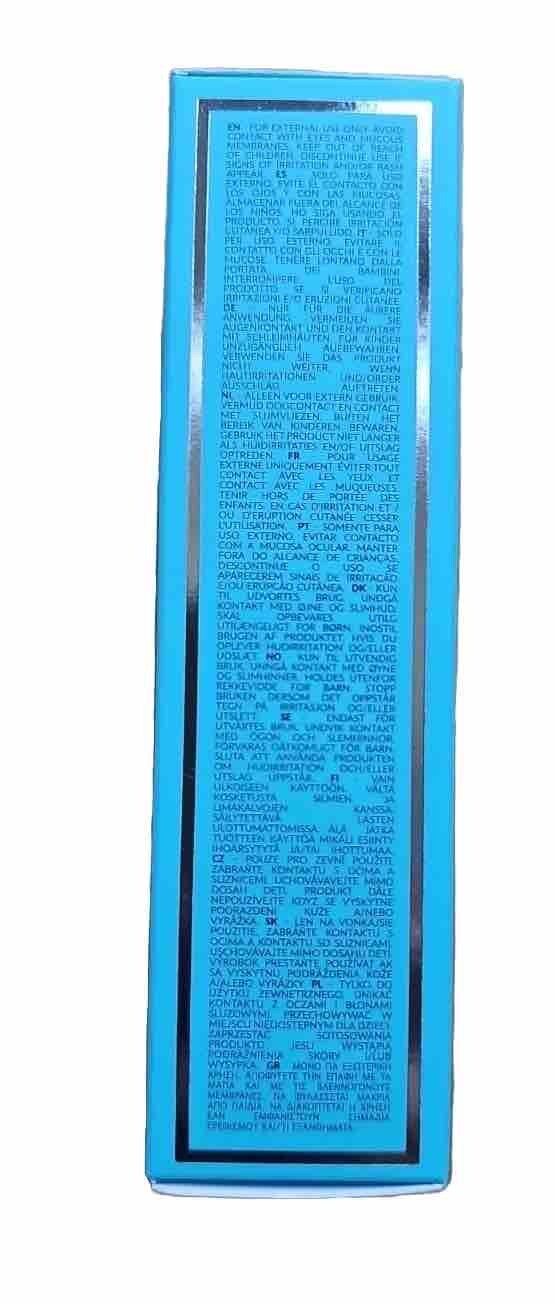 EN - FOR EXTERNAL USE ONLY. AVOID
CONTACT WITH EYES AND MUCOUS
MEMBRANES. KEEP OUT OF REACH
OF CHILDREN. DISCONTINUE USE IF
SIGNS OF IRRITATION AND/OR RASH
APPEAR. ES - SOLO PARA USO
EXTERNO. EVITE EL CONTACTO CON
LOS OJOS Y CON LAS MUCOSAS.
ALMACENAR FUERA DEL ALCANCE DE
LOS NIÑOS. NO SIGA USANDO EL
PRODUCTO SI PERCIBE IRRITACIÓN
CUTÁNEA Y/O SARPULLIDO. IT - SOLO
PER USO ESTERNO. EVITARE IL
CONTATTO CON GLI OCCHI E CON LE
MUCOSE. TENERE LONTANO DALLA
PORTATA DEI BAMBINI.
INTERROMPERE L'USO DEL
PRODOTTO SE SI VERIFICANO
IRRITAZIONI E/O ERUZIONI CUTANEE.
DE - NUR FÜR DIE ÄUßERE
ANWENDUNG. VERMEIDEN SIE
AUGENKONTAKT UND DEN KONTAKT
MIT SCHLEIMHÄUTEN. FÜR KINDER
UNZUGÄNGLICH AUFBEWAHREN.
VERWENDEN SIE DAS PRODUKT
NICHT WEITER, WENN
HAUTIRRITATIONEN UND/ORDER
AUSSCHLAG AUFTRETEN.
NL - ALLEEN VOOR EXTERN GEBRUIK.
VERMIJD OOGCONTACT EN CONTACT
MET SLIJMVLIEZEN. BUITEN HET
BEREIK VAN KINDEREN BEWAREN.
GEBRUIK HET PRODUCT NIET LANGER
ALS HUIDIRRITATIES EN/OF UITSLAG
OPTREDEN. FR - POUR USAGE
EXTERNE UNIQUEMENT ÉVITER TOUT
CONTACT AVEC LES YEUX ET
CONTACT AVEC LES MUQUEUSES.
TENIR HORS DE PORTÉE DES
ENFANTS. EN CAS D'IRRITATION ET /
OU D'ÉRUPTION CUTANÉE CESSER
L'UTILISATION. PT - SOMENTE PARA
USO EXTERNO. EVITAR CONTACTO
COM A MUCOSA OCULAR. MANTER
FORA DO ALCANCE DE CRIANÇAS.
DESCONTINUE O USO SE
APARECEREM SINAIS DE IRRITAÇÃO
E/OU ERUPÇÃO CUTÂNEA. DK - KUN
TIL UDVORTES BRUG. UNDGÅ
KONTAKT MED ØJNE OG SLIMHUD.
SKAL OPBEVARES UTILG
UTILGÆNGELIGT FOR BØRN. INDSTIL
BRUGEN AF PRODUKTET, HVIS DU
OPLEVER HUDIRRITATION OG/ELLER
UDSLÆT. NO - KUN TIL UTVENDIG
BRUK. UNNGÅ KONTAKT MED ØYNE
OG SLIMHINNER. HOLDES UTENFOR
REKKEVIDDE FOR BARN. STOPP
BRUKEN DERSOM DET OPPSTÅR
TEGN PÅ IRRITASJON OG/ELLER
UTSLETT. SE - ENDAST FÖR
UTVÄRTES BRUK. UNDVIK KONTAKT
MED ÖGON OCH SLEMHINNOR.
FÖRVARAS OÅTKOMLIGT FÖR BARN.
SLUTA ATT ANVÄNDA PRODUKTEN
OM HUDIRRITATION OCH/ELLER
UTSLAG UPPSTÅR. FI - VAIN
ULKOISEEN KÄYTTÖÖN. VÄLTÄ
KOSKETUSTA SILMIEN JA
LIMAKALVOJEN KANSSA.
SÄILYTETTÄVÄ LASTEN
ULOTTUMATTOMISSA. ÄLÄ JATKA
TUOTTEEN KÄYTTÖÄ MIKÄLI ESIINTY
IHOÄRSYTYTÄ JA/TAI IHOTTUMAA.
CZ - POUZE PRO ZEVNÍ POUŽITÍ.
ZABRAŇTE KONTAKTU S OČIMA A
SLIZNICEMI. UCHOVÁVAVEJTE MIMO
DOSAH DĚTÍ. PRODUKT DÁLE
NEPOUŽÍVEJTE KDYŽ SE VYSKYTNE
PODRÁŽDĚNÍ KŮŽE A/NEBO
VYRÁŽKA. SK - LEN NA VONKAJŠIE
POUŽITIE. ZABRÁŇTE KONTAKTU S
OČIMA A KONTAKTU SO SLIZNICAMI.
USCHOVÁVAJTE MIMO DOSAHU DETÍ.
VÝROBOK PRESTAŇTE POUŽÍVAŤ AK
SA VYSKYTNÚ PODRÁŽDENIA KOŽE
A/ALEBO VYRÁŽKY. PL - TYLKO DO
UŻYTKU ZEWNĘTRZNEGO. UNIKAĆ
KONTAKTU Z OCZAMI I BŁONAMI
ŚLUZOWYMI. PRZECHOWYWAĆ W
MIEJSCU NIEDOSTĘPNYM DLA DZIECI.
ZAPRZESTAĆ SOTOSOWANIA
PRODUKTO JEŚLI WYSTĄPIĄ
PODRAŻNIENIA SKÓRY I/LUB
WYSYPKA. GR - ΜΟΝΟ ΓΙΑ ΕΞΩΤΕΡΙΚΗ
ΧΡΗΣΗ. ΑΠΟΦΥΓΕΤΕ ΤΗΝ ΕΠΑΦΗ ΜΕ ΤΑ
ΜΑΤΙΑ ΚΑΙ ΜΕ ΤΙΣ ΒΛΕΝΝΟΓΟΝΟΥΣ
ΜΕΜΒΡΑΝΕΣ. ΝΑ ΦΥΛΑΣΣΕΤΑΙ ΜΑΚΡΙΑ
ΑΠΟ ΠΑΙΔΙΑ. ΝΑ ΔΙΑΚΟΠΤΕΤΑΙ Η ΧΡΗΣΗ
ΕΑΝ ΕΜΦΑΝΙΣΤΟΥΝ ΣΗΜΑΔΙΑ
ΕΡΕΘΙΣΜΟΥ ΚΑΙ/Ή ΕΞΑΝΘΗΜΑΤΑ.